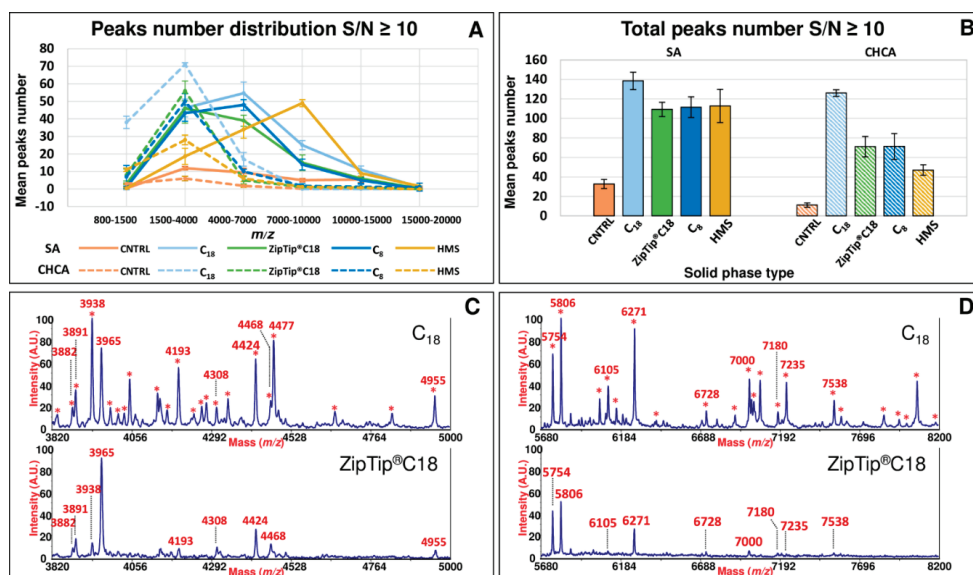 Peaks number distribution S/N ≥ 10
A
Mean peaks number
80
70
60
50
40
30
20
10
0
-10
800-1500 1500-4000 4000-7000 7000-10000 10000-15000 15000-20000
m/z
SA CNTRL C18 ZipTip®C18 C8 HMS
CHCA CNTRL C18 ZipTip®C18 C8 HMS
Total peaks number S/N ≥ 10
B
SA CHCA
Mean peaks number
160
140
120
100
80
60
40
20
0
CNTRL C18 ZipTip®C18 C8 HMS CNTRL C18 ZipTip®C18 C8 HMS
Solid phase type
C
C18
Intensity (A.U.)
100
80
60
40
20
0
3882 3891 3938 3965 4193 4308 4424 4468 4477 4955
3820 4056 4292 4528 4764 5000
Mass (m/z)
ZipTip®C18
Intensity (A.U.)
100
80
60
40
20
0
3882 3891 3938 3965 4193 4308 4424 4468 4955
3820 4056 4292 4528 4764 5000
Mass (m/z)
D
C18
Intensity (A.U.)
100
80
60
40
20
0
5754 5806 6105 6271 6728 7000 7180 7235 7538
5680 6184 6688 7192 7696 8200
Mass (m/z)
ZipTip®C18
Intensity (A.U.)
100
80
60
40
20
0
5754 5806 6105 6271 6728 7000 7180 7235 7538
5680 6184 6688 7192 7696 8200
Mass (m/z)